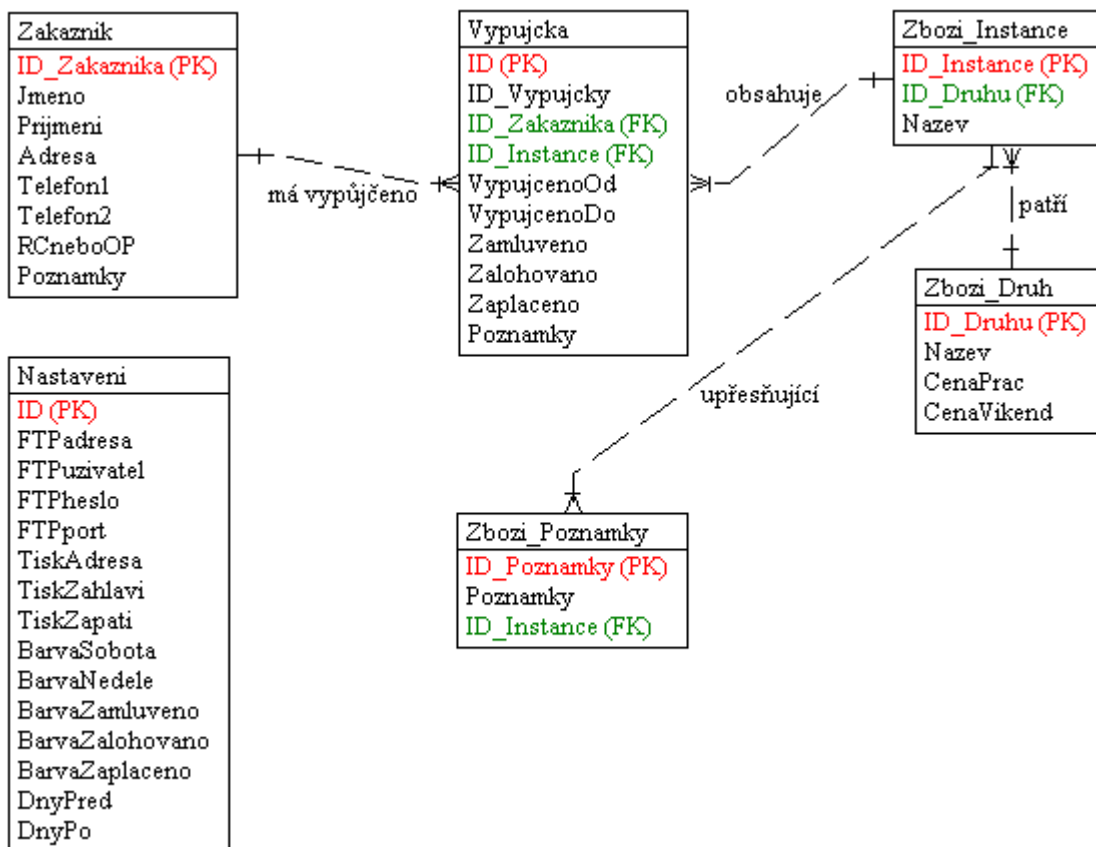 Zakaznik
ID_Zakaznika (PK)
Jmeno
Prijmeni
Adresa
Telefon1
Telefon2
RCneboOP
Poznamky
má vypůjčeno
Vypujcka
ID (PK)
ID_Vypujcky
ID_Zakaznika (FK)
ID_Instance (FK)
VypujcenoOd
VypujcenoDo
Zamluveno
Zalohovano
Zaplaceno
Poznamky
obsahuje
Zbozi_Instance
ID_Instance (PK)
ID_Druhu (FK)
Nazev
patří
Zbozi_Druh
ID_Druhu (PK)
Nazev
CenaPrac
CenaVikend
upřesňující
Zbozi_Poznamky
ID_Poznamky (PK)
Poznamky
ID_Instance (FK)
Nastaveni
ID (PK)
FTPadresa
FTPuzivatel
FTPheslo
FTPport
TiskAdresa
TiskZahlavi
TiskZapati
BarvaSobota
BarvaNedele
BarvaZamluveno
BarvaZalohovano
BarvaZaplaceno
DnyPred
DnyPo